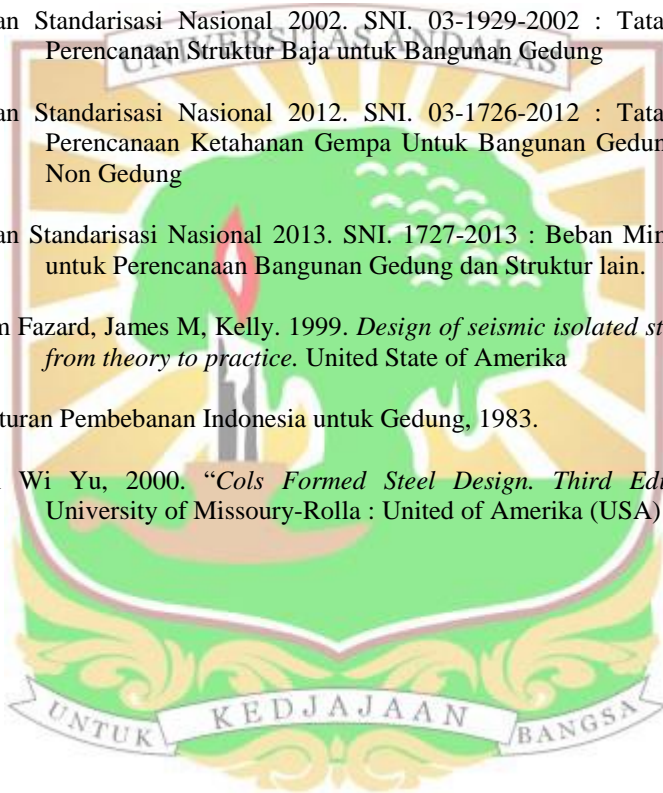 an Standarisasi Nasional 2002. SNI. 03-1929-2002 : Tata
Perencanaan Struktur Baja untuk Bangunan Gedung
UNIVERSITAS ANDALAS
an Standarisasi Nasional 2012. SNI. 03-1726-2012 : Tata
Perencanaan Ketahanan Gempa Untuk Bangunan Gedun
Non Gedung
an Standarisasi Nasional 2013. SNI. 1727-2013 : Beban Min
untuk Perencanaan Bangunan Gedung dan Struktur lain.
m Fazard, James M, Kelly. 1999. Design of seismic isolated st
from theory to practice. United State of Amerika
turan Pembebanan Indonesia untuk Gedung, 1983.
Wi Yu, 2000. “Cols Formed Steel Design. Third Edi
University of Missoury-Rolla : United of Amerika (USA)
UNTUK KEDJAJAAN BANGSA